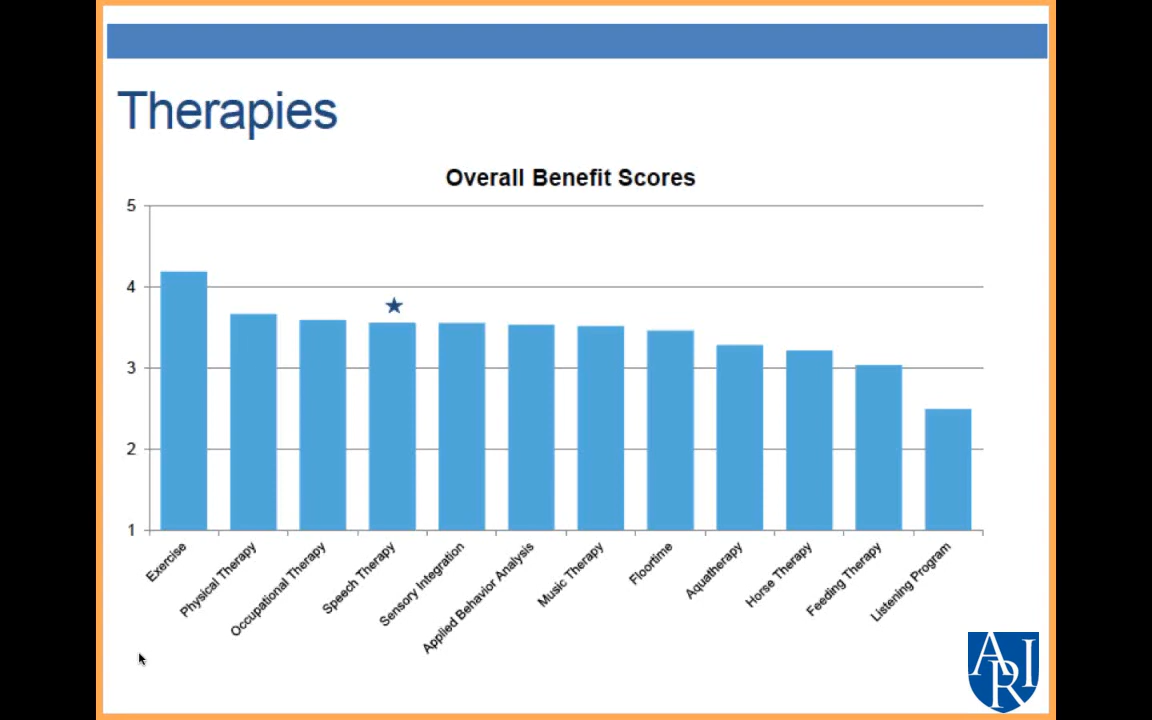 Therapies
Overall Benefit Scores
5
4
3
2
1
Exercise
Physical Therapy
Occupational Therapy
Speech Therapy
Sensory Integration
Applied Behavior Analysis
Music Therapy
Floortime
Aquatherapy
Horse Therapy
Feeding Therapy
Listening Program
ARI